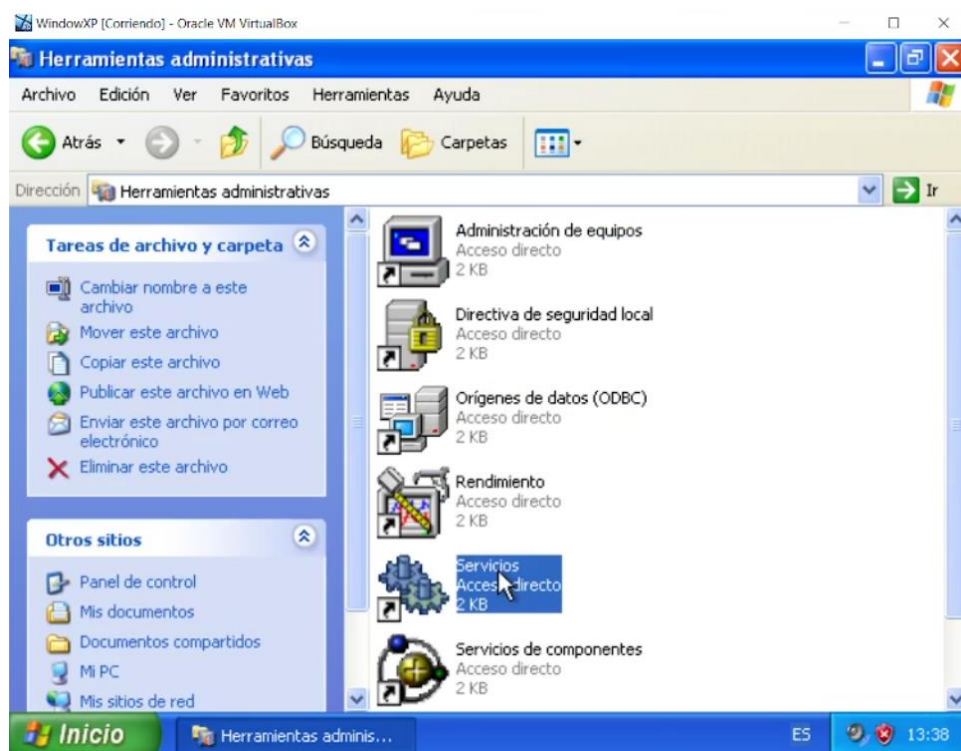 WindowXP [Corriendo] - Oracle VM VirtualBox
Herramientas administrativas
Archivo Edición Ver Favoritos Herramientas Ayuda
Atrás Búsqueda Carpetas
Dirección Herramientas administrativas Ir
Tareas de archivo y carpeta
Cambiar nombre a este
archivo
Mover este archivo
Copiar este archivo
Publicar este archivo en Web
Enviar este archivo por correo
electrónico
Eliminar este archivo
Otros sitios
Panel de control
Mis documentos
Documentos compartidos
Mi PC
Mis sitios de red
Administración de equipos
Acceso directo
2 KB
Directiva de seguridad local
Acceso directo
2 KB
Orígenes de datos (ODBC)
Acceso directo
2 KB
Rendimiento
Acceso directo
2 KB
Servicios
Acceso directo
2 KB
Servicios de componentes
Acceso directo
2 KB
Inicio Herramientas adminis... ES 13:38